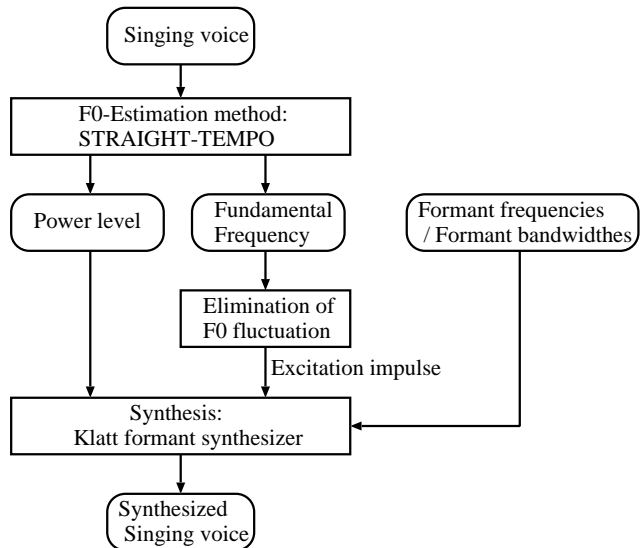 Singing voice
F0-Estimation method:
STRAIGHT-TEMPO
Power level
Fundamental
Frequency
Formant frequencies
/ Formant bandwidthes
Elimination of
F0 fluctuation
Excitation impulse
Synthesis:
Klatt formant synthesizer
Synthesized
Singing voice